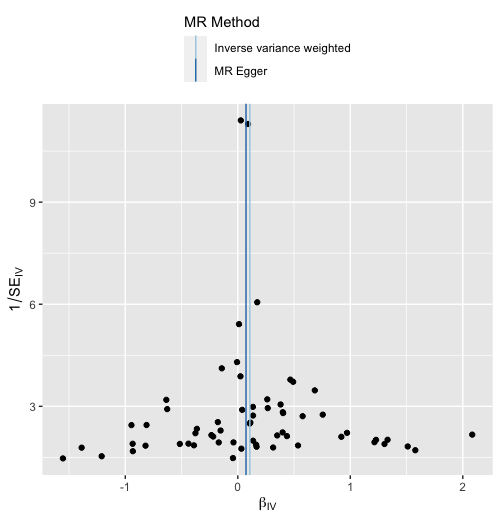 MR Method
Inverse variance weighted
MR Egger
9
6
3
1/SE_IV
-1 0 1 2
β_IV